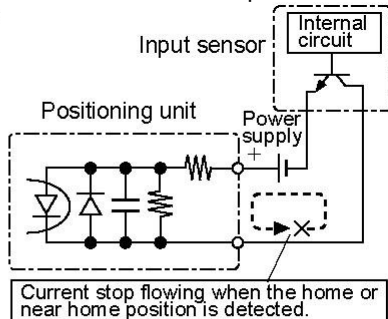 Internal
circuit
Input sensor
Positioning unit
Power
supply
+
Current stop flowing when the home or
near home position is detected.